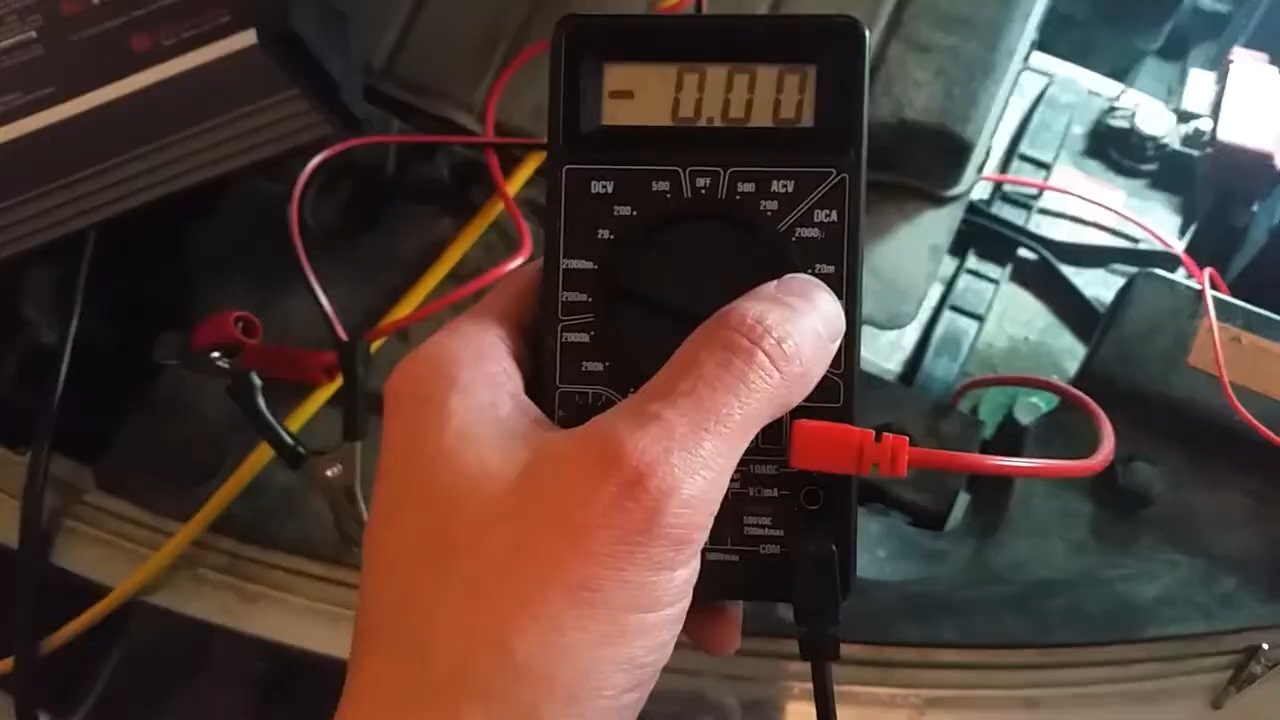 - 0.00
DCV 500 OFF 500 ACV
200 200 DCA
20 2000µ
2000m 20m
200m
2000k
200k
10ADC
VΩmA
500VDC
200mAmax
COM
500Vmax